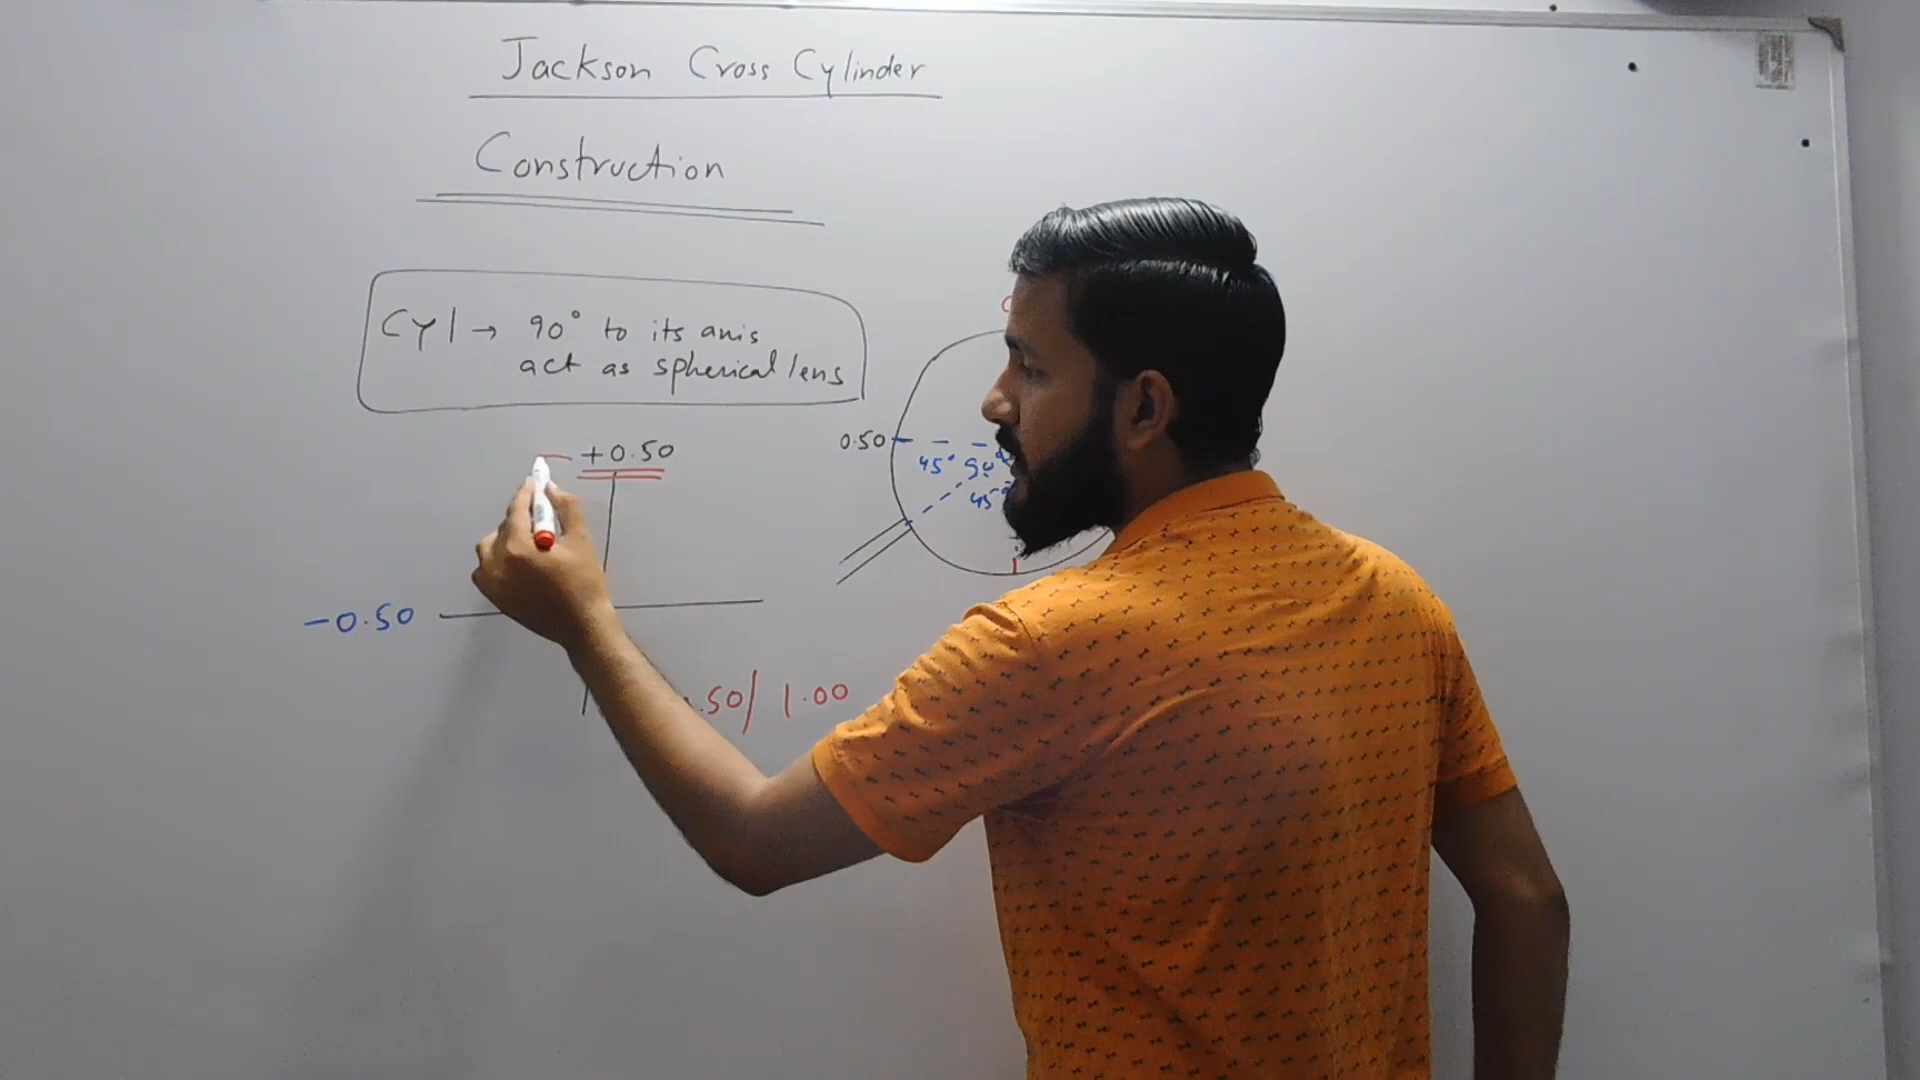 Jackson Cross Cylinder
Construction
Cyl → 90° to its axis
act as spherical lens
+0.50
0.50
45° 90°
45°
-0.50
.50/ 1.00